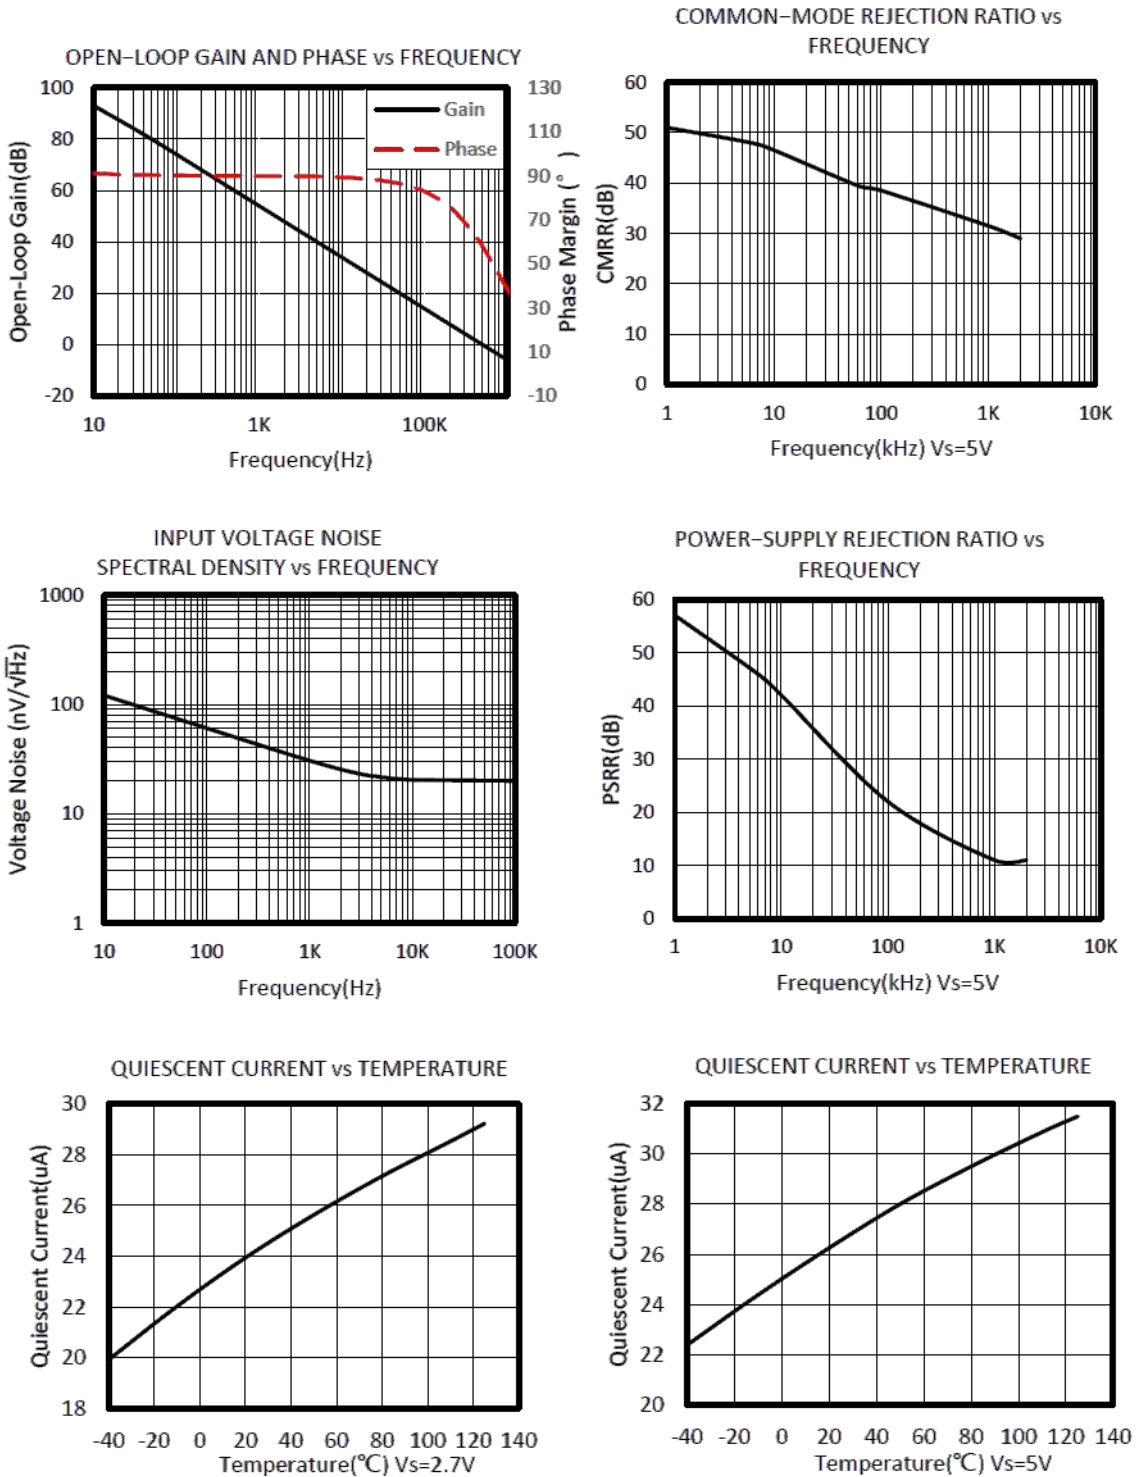 OPEN–LOOP GAIN AND PHASE vs FREQUENCY
Open-Loop Gain(dB)
100
80
60
40
20
0
-20
Gain
Phase
130
110
90
70
50
30
10
-10
Phase Margin ( ° )
10 1K 100K
Frequency(Hz)
COMMON–MODE REJECTION RATIO vs
FREQUENCY
CMRR(dB)
60
50
40
30
20
10
0
1 10 100 1K 10K
Frequency(kHz) Vs=5V
INPUT VOLTAGE NOISE
SPECTRAL DENSITY vs FREQUENCY
Voltage Noise (nV/√Hz)
1000
100
10
1
10 100 1K 10K 100K
Frequency(Hz)
POWER–SUPPLY REJECTION RATIO vs
FREQUENCY
PSRR(dB)
60
50
40
30
20
10
0
1 10 100 1K 10K
Frequency(kHz) Vs=5V
QUIESCENT CURRENT vs TEMPERATURE
Quiescent Current(uA)
30
28
26
24
22
20
18
-40 -20 0 20 40 60 80 100 120 140
Temperature(℃) Vs=2.7V
QUIESCENT CURRENT vs TEMPERATURE
Quiescent Current(uA)
32
30
28
26
24
22
20
-40 -20 0 20 40 60 80 100 120 140
Temperature(℃) Vs=5V